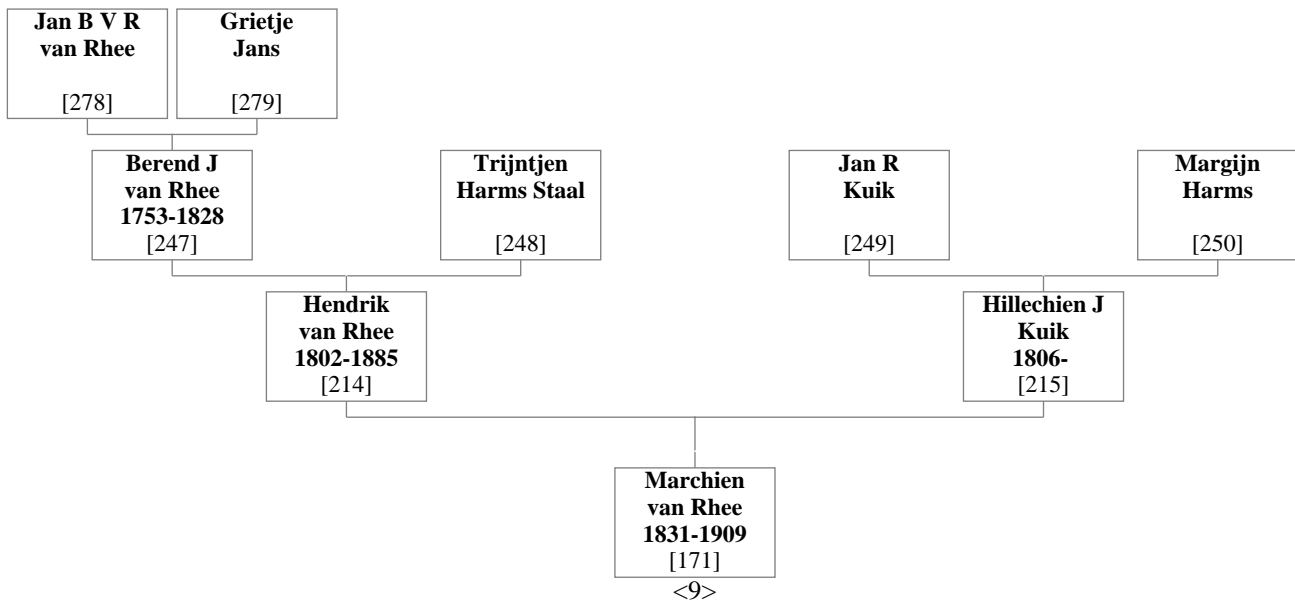 Jan B V R
van Rhee
[278]
Grietje
Jans
[279]
Berend J
van Rhee
1753-1828
[247]
Trijntjen
Harms Staal
[248]
Jan R
Kuik
[249]
Margijn
Harms
[250]
Hendrik
van Rhee
1802-1885
[214]
Hillechien J
Kuik
1806-
[215]
Marchien
van Rhee
1831-1909
[171]
<9>